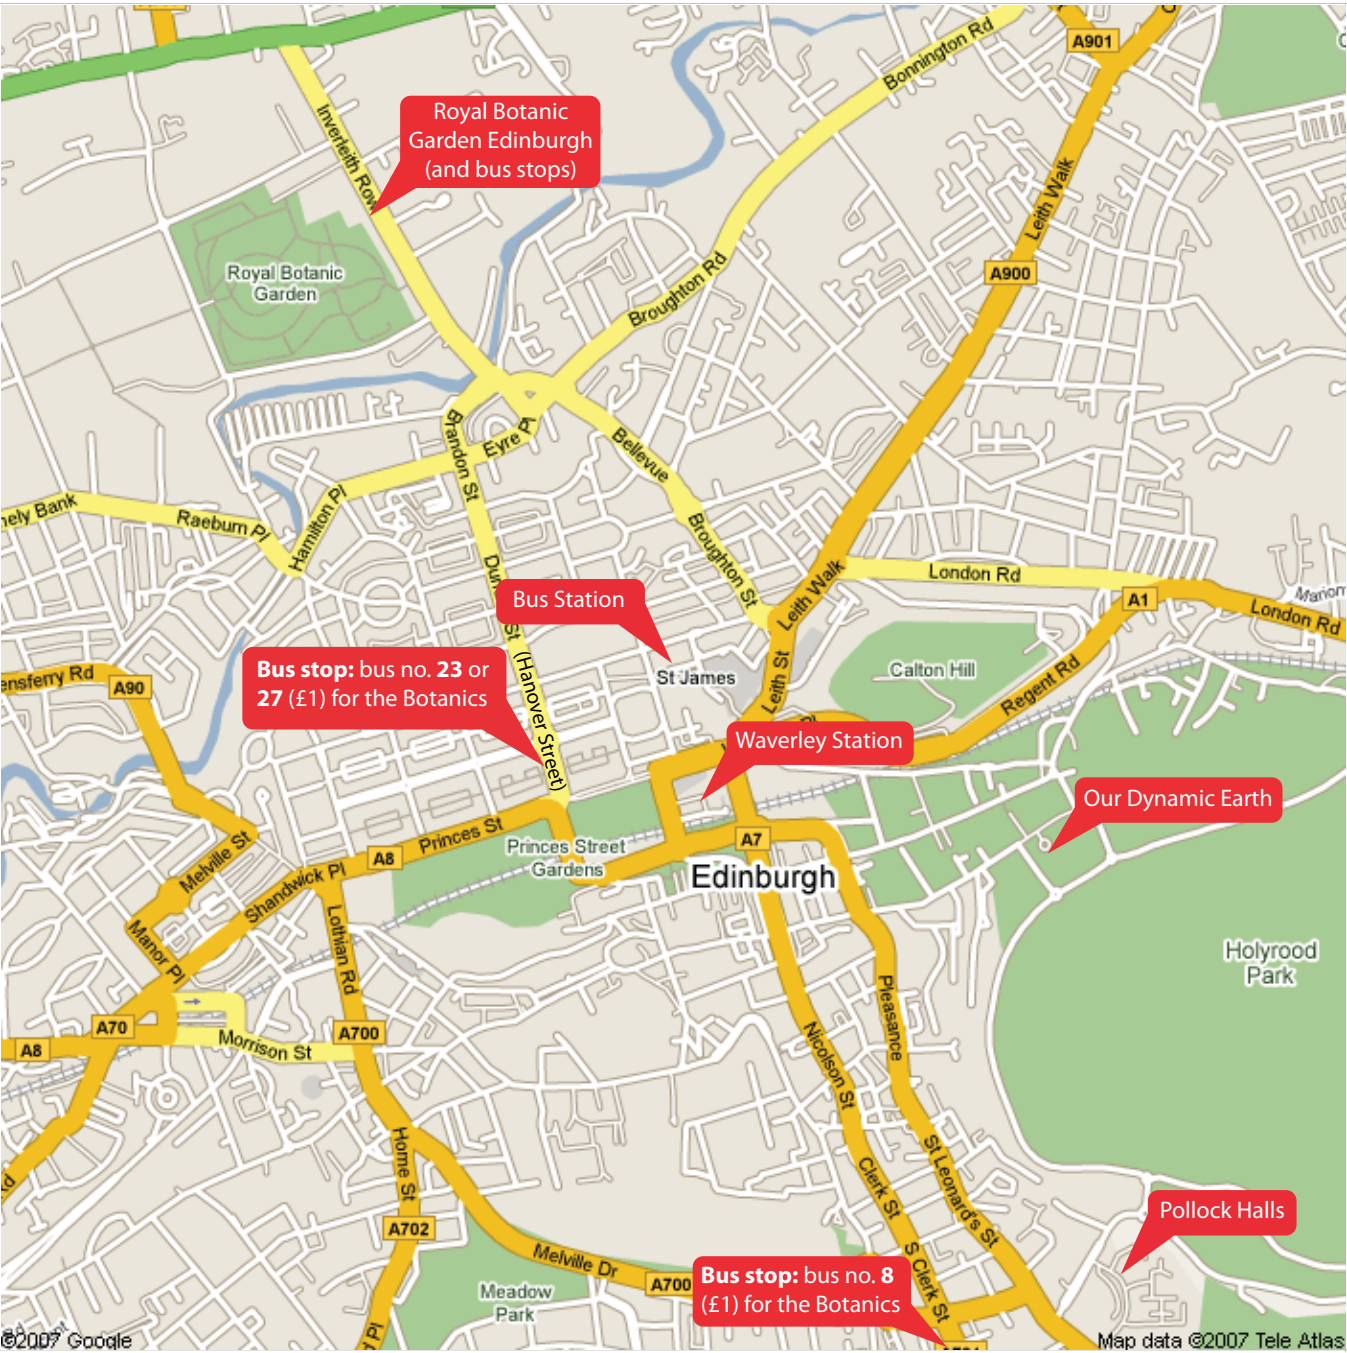 A901
Bonnington Rd
Inverleith Row
Royal Botanic
Garden Edinburgh
(and bus stops)
Leith Walk
A900
Royal Botanic
Garden
Broughton Rd
Brandon St
Eyre Pl
Bellevue
Raeburn Pl
Hamilton Pl
Broughton St
St
London Rd
Leith Walk
A1
London Rd
Bus Station
(Hanover Street)
Bus stop: bus no. 23 or
27 (£1) for the Botanics
St James
Leith St
Calton Hill
Regent Rd
A90
Waverley Station
Our Dynamic Earth
Princes St
A8
Princes Street
Gardens
A7
Edinburgh
Melville St
Shandwick Pl
Manor Pl
Lothian Rd
Holyrood
Park
Pleasance
A70
A8
Morrison St
A700
Nicolson St
Home St
Clerk St
St Leonard's St
A702
Pollock Halls
Melville Dr
A700
S Clerk St
Bus stop: bus no. 8
(£1) for the Botanics
Meadow
Park
©2007 Google
Map data ©2007 Tele Atlas